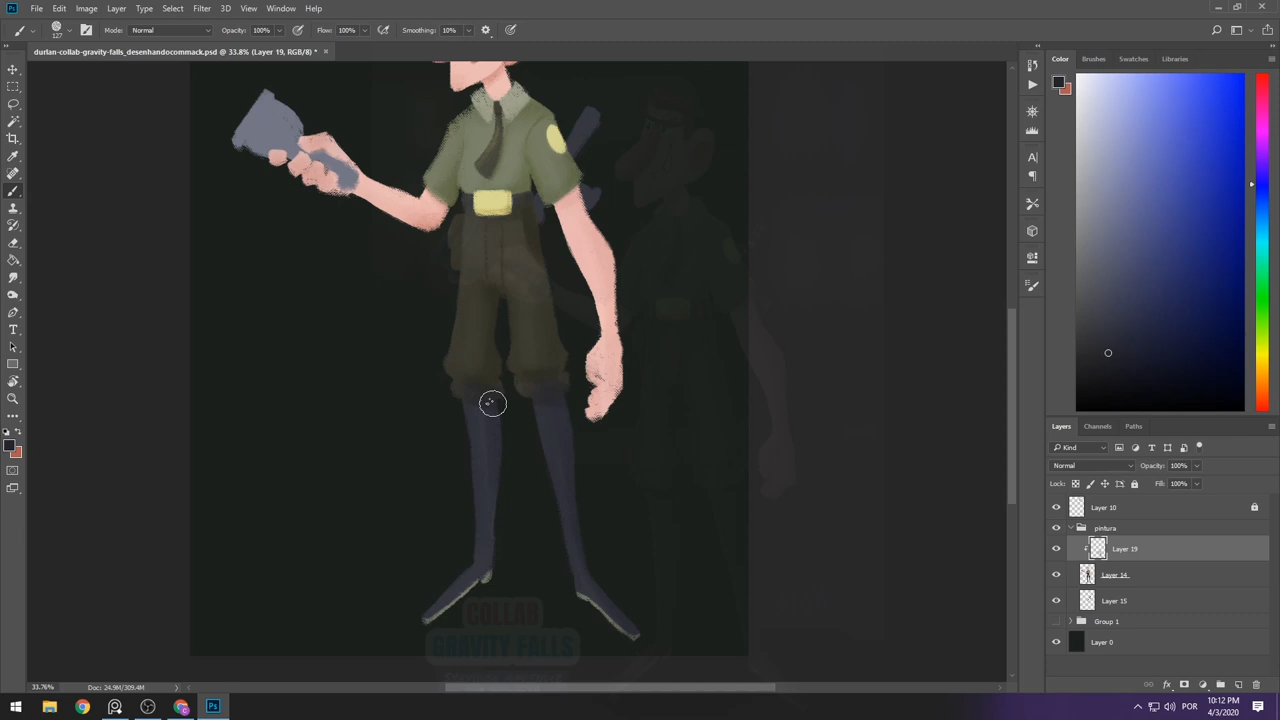 File Edit Image Layer Type Select Filter 3D View Window Help
127 Mode: Normal Opacity: 100% Flow: 100% Smoothing: 10%
durlan-collab-gravity-falls_desenhandocommack.psd @ 33.8% (Layer 19, RGB/8) * ×
Color Brushes Swatches Libraries
COLLAB
GRAVITY FALLS
Layers Channels Paths
Kind
Normal Opacity: 100%
Lock: Fill: 100%
Layer 10
pintura
Layer 19
Layer 14
Layer 15
Group 1
Layer 0
33.76% Doc: 24.9M/309.4M
POR 10:12 PM
4/3/2020